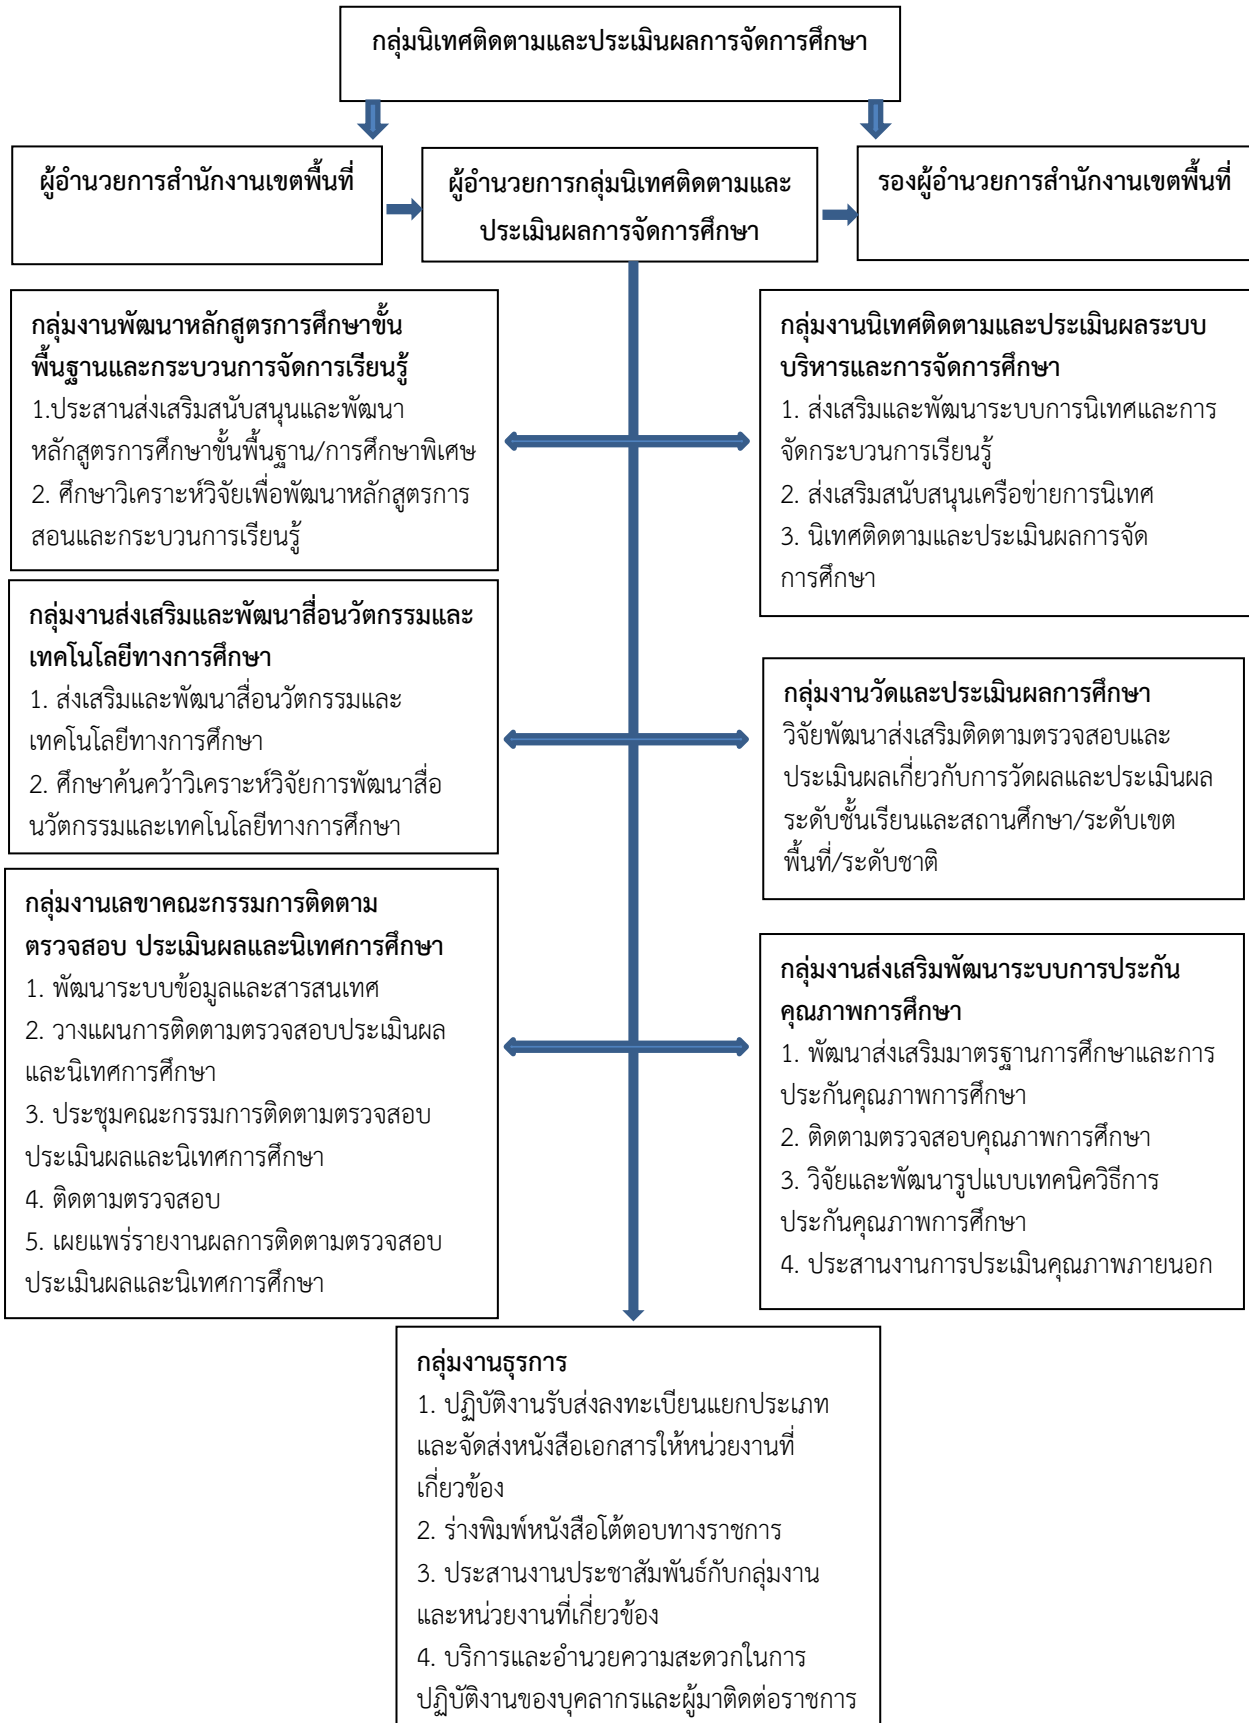 กลุ่มนิเทศติดตามและประเมินผลการจัดการศึกษา
ผู้อำนวยการสำนักงานเขตพื้นที่
ผู้อำนวยการกลุ่มนิเทศติดตามและ
ประเมินผลการจัดการศึกษา
รองผู้อำนวยการสำนักงานเขตพื้นที่
กลุ่มงานพัฒนาหลักสูตรการศึกษาขั้น
พื้นฐานและกระบวนการจัดการเรียนรู้
1.ประสานส่งเสริมสนับสนุนและพัฒนา
หลักสูตรการศึกษาขั้นพื้นฐาน/การศึกษาพิเศษ
2. ศึกษาวิเคราะห์วิจัยเพื่อพัฒนาหลักสูตรการ
สอนและกระบวนการเรียนรู้
กลุ่มงานนิเทศติดตามและประเมินผลระบบ
บริหารและการจัดการศึกษา
1. ส่งเสริมและพัฒนาระบบการนิเทศและการ
จัดกระบวนการเรียนรู้
2. ส่งเสริมสนับสนุนเครือข่ายการนิเทศ
3. นิเทศติดตามและประเมินผลการจัด
การศึกษา
กลุ่มงานส่งเสริมและพัฒนาสื่อนวัตกรรมและ
เทคโนโลยีทางการศึกษา
1. ส่งเสริมและพัฒนาสื่อนวัตกรรมและ
เทคโนโลยีทางการศึกษา
2. ศึกษาค้นคว้าวิเคราะห์วิจัยการพัฒนาสื่อ
นวัตกรรมและเทคโนโลยีทางการศึกษา
กลุ่มงานวัดและประเมินผลการศึกษา
วิจัยพัฒนาส่งเสริมติดตามตรวจสอบและ
ประเมินผลเกี่ยวกับการวัดผลและประเมินผล
ระดับชั้นเรียนและสถานศึกษา/ระดับเขต
พื้นที่/ระดับชาติ
กลุ่มงานเลขาคณะกรรมการติดตาม
ตรวจสอบ ประเมินผลและนิเทศการศึกษา
1. พัฒนาระบบข้อมูลและสารสนเทศ
2. วางแผนการติดตามตรวจสอบประเมินผล
และนิเทศการศึกษา
3. ประชุมคณะกรรมการติดตามตรวจสอบ
ประเมินผลและนิเทศการศึกษา
4. ติดตามตรวจสอบ
5. เผยแพร่รายงานผลการติดตามตรวจสอบ
ประเมินผลและนิเทศการศึกษา
กลุ่มงานส่งเสริมพัฒนาระบบการประกัน
คุณภาพการศึกษา
1. พัฒนาส่งเสริมมาตรฐานการศึกษาและการ
ประกันคุณภาพการศึกษา
2. ติดตามตรวจสอบคุณภาพการศึกษา
3. วิจัยและพัฒนารูปแบบเทคนิควิธีการ
ประกันคุณภาพการศึกษา
4. ประสานงานการประเมินคุณภาพภายนอก
กลุ่มงานธุรการ
1. ปฏิบัติงานรับส่งลงทะเบียนแยกประเภท
และจัดส่งหนังสือเอกสารให้หน่วยงานที่
เกี่ยวข้อง
2. ร่างพิมพ์หนังสือโต้ตอบทางราชการ
3. ประสานงานประชาสัมพันธ์กับกลุ่มงาน
และหน่วยงานที่เกี่ยวข้อง
4. บริการและอำนวยความสะดวกในการ
ปฏิบัติงานของบุคลากรและผู้มาติดต่อราชการ